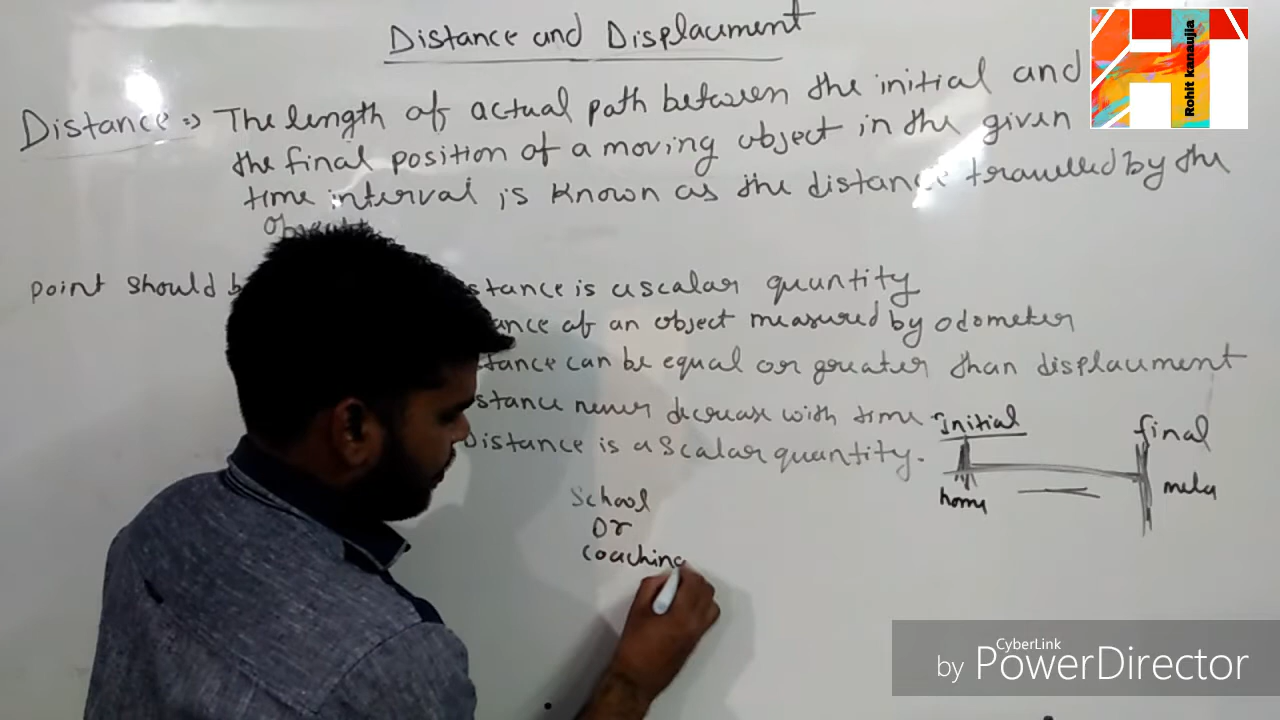 Distance and Displacement
Distance => The length of actual path between the initial and
the final position of a moving object in the given
time interval is known as the distance travelled by the
point should stance is a scalar quantity
ance of an object measured by odometer
stance can be equal or greater than displacement
stance never decrease with time
Distance is a scalar quantity.
Initial
final
home
mela
School
Or
Coaching
Rohit kanaujia
CyberLink
by PowerDirector